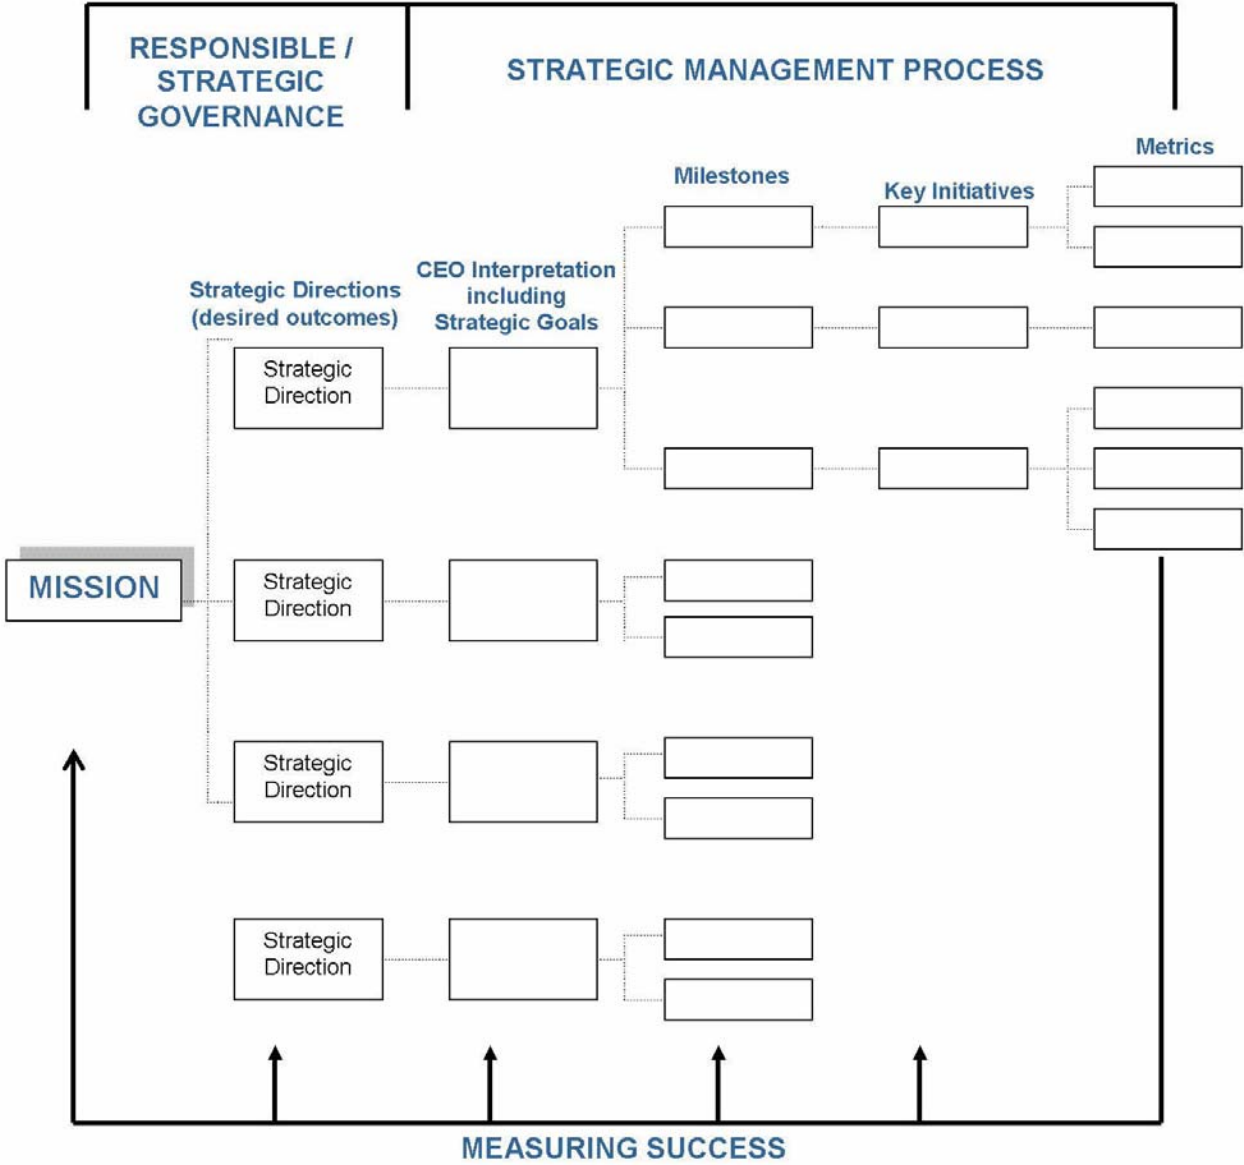 RESPONSIBLE /
STRATEGIC
GOVERNANCE
STRATEGIC MANAGEMENT PROCESS
Metrics
Milestones
Key Initiatives
CEO Interpretation
including
Strategic Goals
Strategic Directions
(desired outcomes)
Strategic
Direction
MISSION
Strategic
Direction
Strategic
Direction
Strategic
Direction
MEASURING SUCCESS